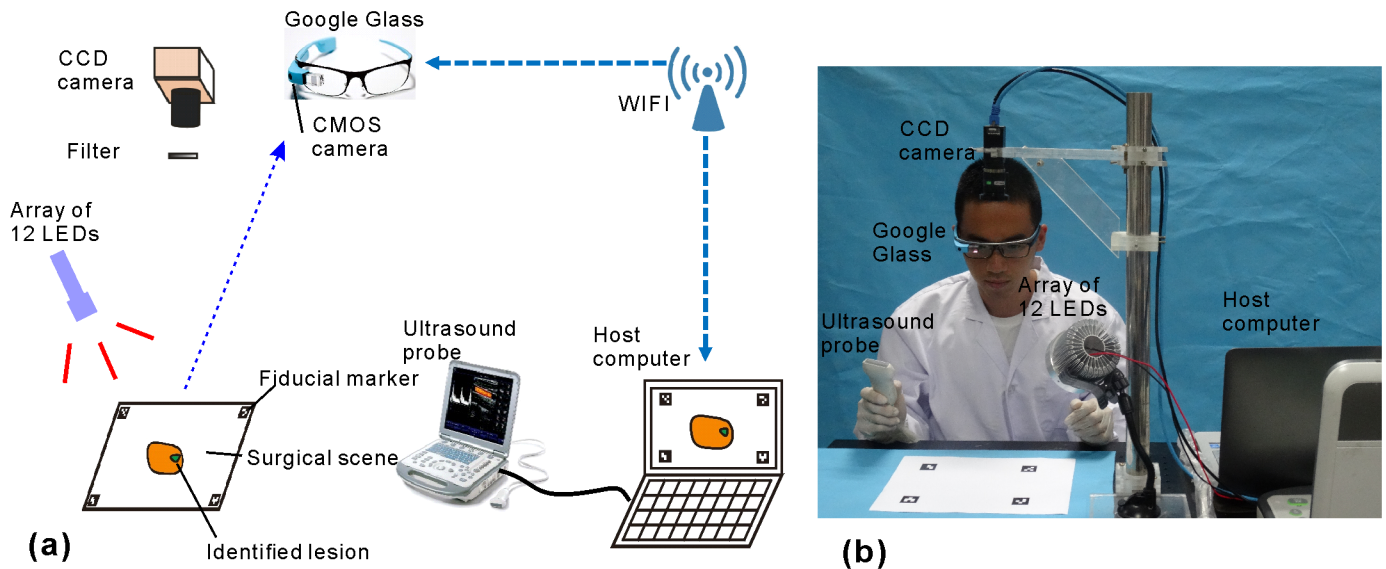 Google Glass
CCD
camera
CMOS
camera
WIFI
Filter
Array of
12 LEDs
Ultrasound
probe
Host
computer
Fiducial marker
Surgical scene
Identified lesion
(a)
CCD
camera
Google
Glass
Array of
12 LEDs
Host
computer
Ultrasound
probe
(b)